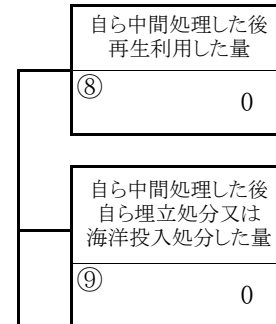 自ら中間処理した後
再生利用した量
⑧
0
自ら中間処理した後
自ら埋立処分又は
海洋投入処分した量
⑨
0